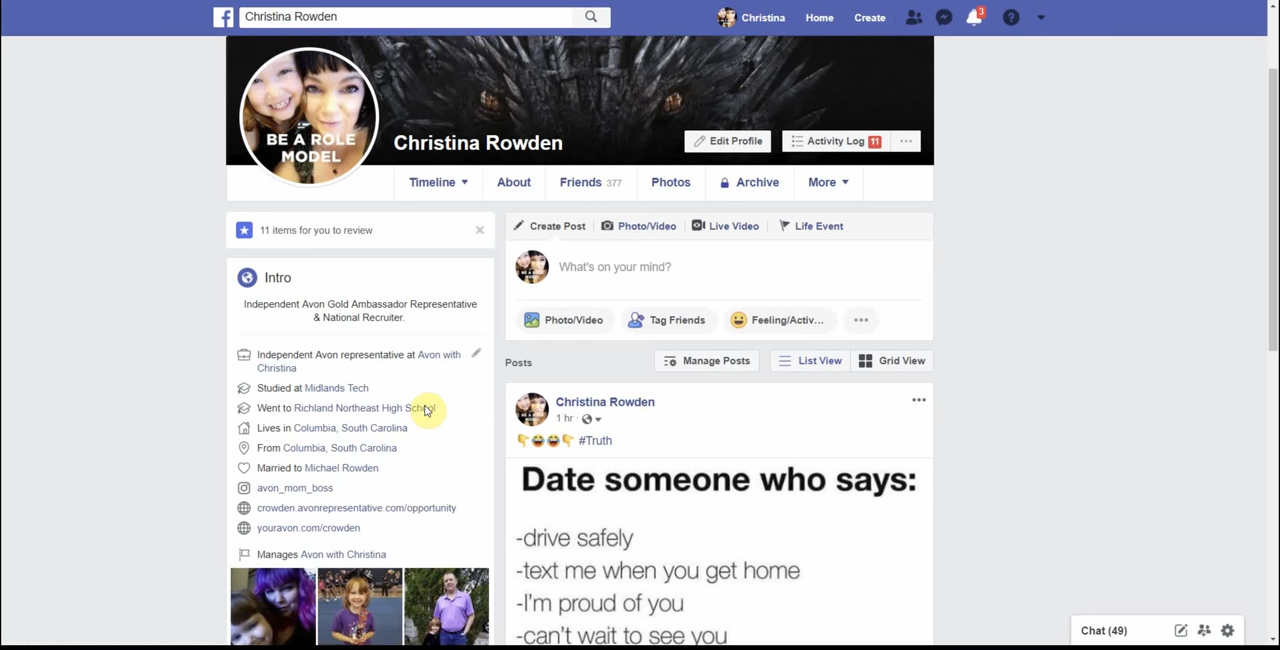 Christina Rowden
Christina
Home
Create
3
BE A ROLE
MODEL
Christina Rowden
Edit Profile
Activity Log 11
Timeline
About
Friends 377
Photos
Archive
More
11 items for you to review
Intro
Independent Avon Gold Ambassador Representative
& National Recruiter.
Independent Avon representative at Avon with
Christina
Studied at Midlands Tech
Went to Richland Northeast High School
Lives in Columbia, South Carolina
From Columbia, South Carolina
Married to Michael Rowden
avon_mom_boss
crowden.avonrepresentative.com/opportunity
youravon.com/crowden
Manages Avon with Christina
Create Post
Photo/Video
Live Video
Life Event
What's on your mind?
Photo/Video
Tag Friends
Feeling/Activ...
Posts
Manage Posts
List View
Grid View
Christina Rowden
1 hr
👇😂😂👇 #Truth
Date someone who says:
-drive safely
-text me when you get home
-I'm proud of you
-can't wait to see you
Chat (49)